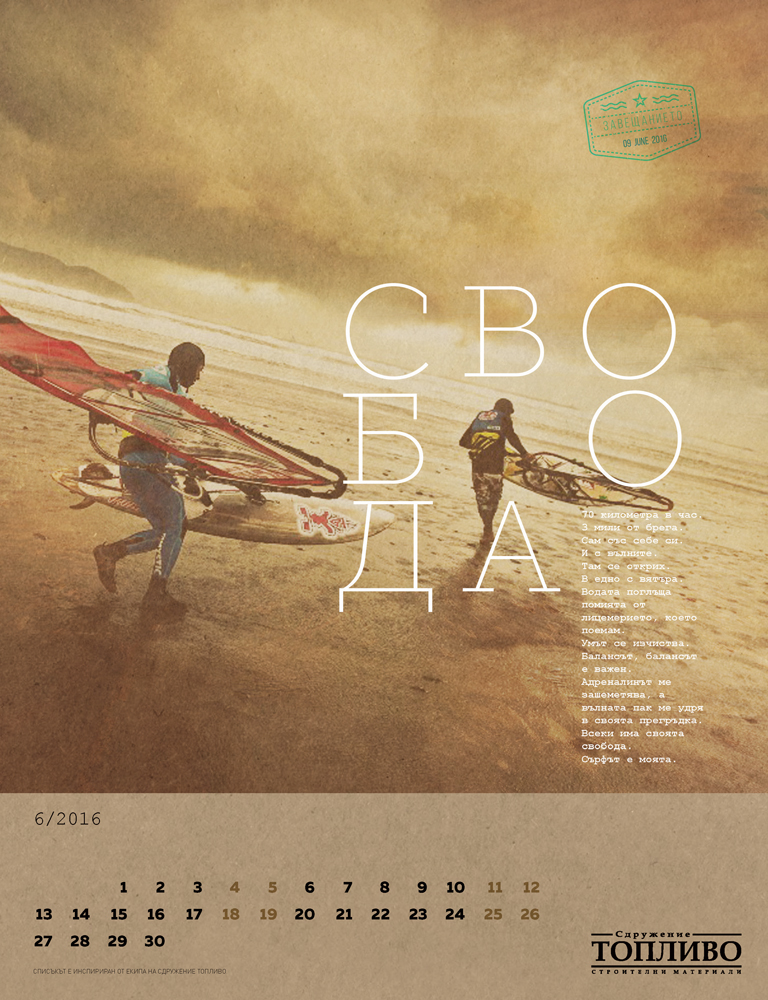 ЗАВЕЩАНИЕТО
09 JUNE 2016
СВО
БО
ДА
70 километра в час.
3 мили от брега.
Сам със себе си.
И с вълните.
Там се открих.
В едно с вятъра.
Водата поглъща
помията от
лицемерието, което
поемам.
Умът се изчиства.
Балансът, балансът
е важен.
Адреналинът ме
зашеметява, а
вълната пак ме удря
в своята прегръдка.
Всеки има своята
свобода.
Сърфът е моята.
6/2016
1 2 3 4 5 6 7 8 9 10 11 12
13 14 15 16 17 18 19 20 21 22 23 24 25 26
27 28 29 30
СПИСЪКЪТ Е ИНСПИРИРАН ОТ ЕКИПА НА СДРУЖЕНИЕ ТОПЛИВО
Сдружение
ТОПЛИВО
СТРОИТЕЛНИ МАТЕРИАЛИ